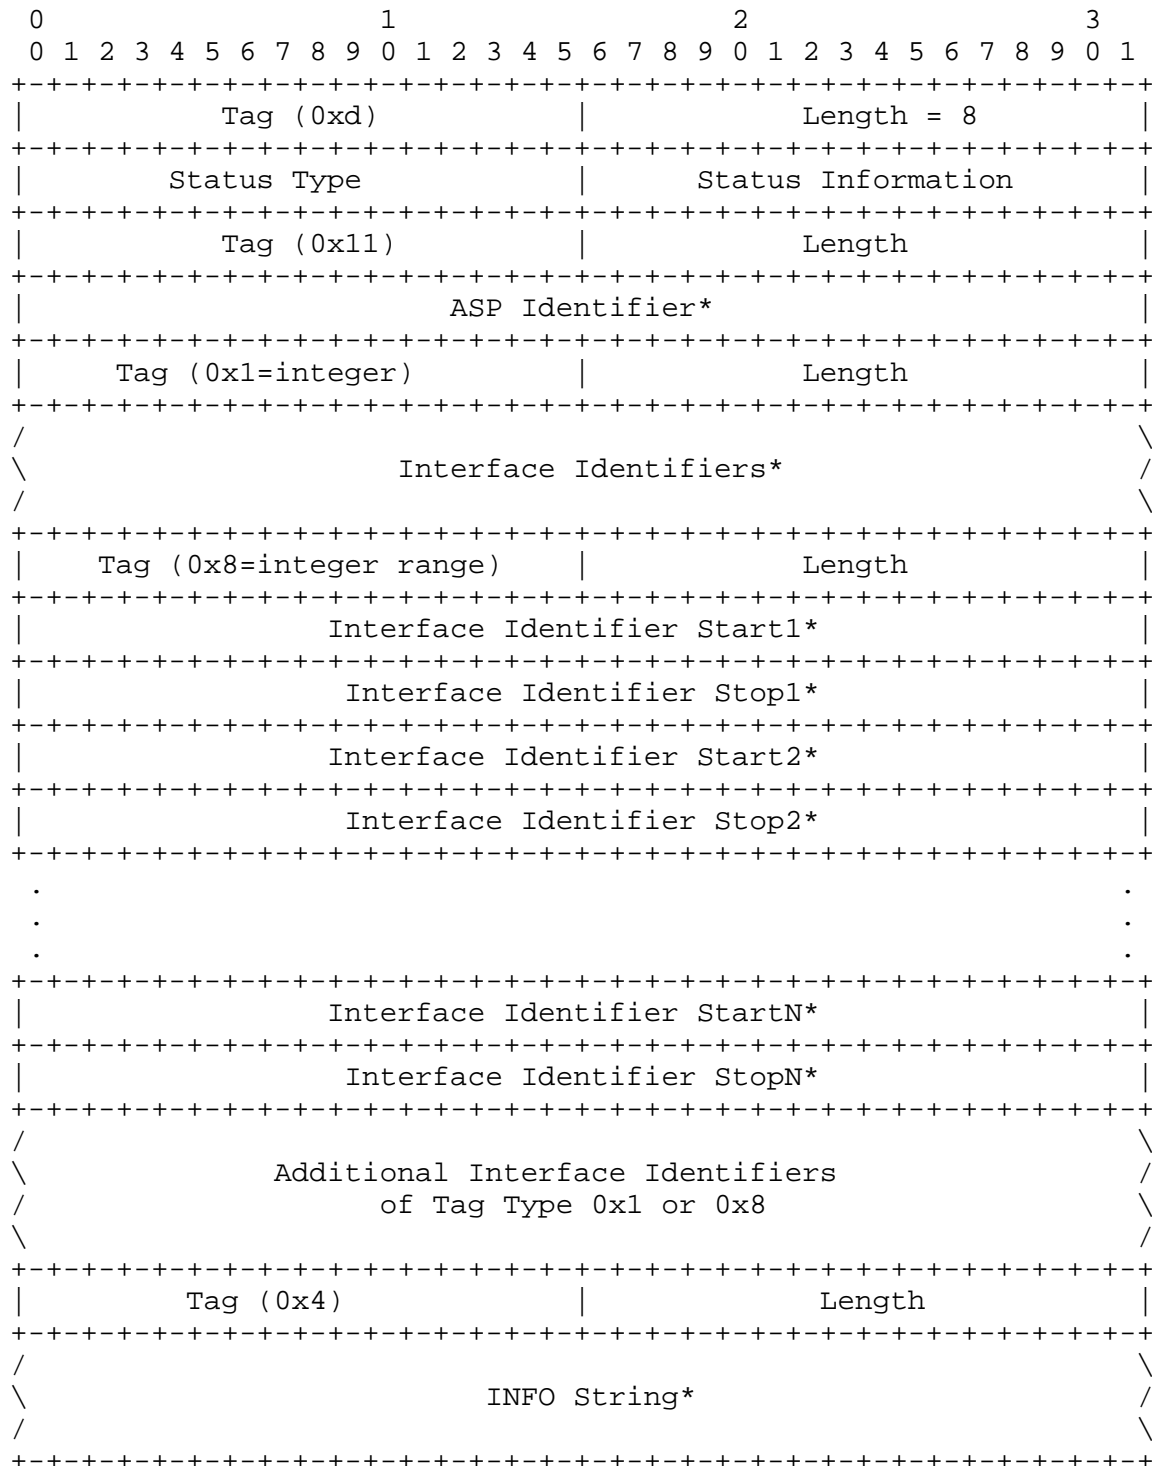 0                   1                   2                   3
 0 1 2 3 4 5 6 7 8 9 0 1 2 3 4 5 6 7 8 9 0 1 2 3 4 5 6 7 8 9 0 1
+-+-+-+-+-+-+-+-+-+-+-+-+-+-+-+-+-+-+-+-+-+-+-+-+-+-+-+-+-+-+-+-+
|           Tag (0xd)           |            Length = 8         |
+-+-+-+-+-+-+-+-+-+-+-+-+-+-+-+-+-+-+-+-+-+-+-+-+-+-+-+-+-+-+-+-+
|        Status Type            |      Status Information       |
+-+-+-+-+-+-+-+-+-+-+-+-+-+-+-+-+-+-+-+-+-+-+-+-+-+-+-+-+-+-+-+-+
|           Tag (0x11)          |            Length             |
+-+-+-+-+-+-+-+-+-+-+-+-+-+-+-+-+-+-+-+-+-+-+-+-+-+-+-+-+-+-+-+-+
|                        ASP Identifier*                        |
+-+-+-+-+-+-+-+-+-+-+-+-+-+-+-+-+-+-+-+-+-+-+-+-+-+-+-+-+-+-+-+-+
|     Tag (0x1=integer)         |            Length             |
+-+-+-+-+-+-+-+-+-+-+-+-+-+-+-+-+-+-+-+-+-+-+-+-+-+-+-+-+-+-+-+-+
/                                                               \
\                     Interface Identifiers*                    /
/                                                               \
+-+-+-+-+-+-+-+-+-+-+-+-+-+-+-+-+-+-+-+-+-+-+-+-+-+-+-+-+-+-+-+-+
|    Tag (0x8=integer range)    |            Length             |
+-+-+-+-+-+-+-+-+-+-+-+-+-+-+-+-+-+-+-+-+-+-+-+-+-+-+-+-+-+-+-+-+
|                 Interface Identifier Start1*                  |
+-+-+-+-+-+-+-+-+-+-+-+-+-+-+-+-+-+-+-+-+-+-+-+-+-+-+-+-+-+-+-+-+
|                  Interface Identifier Stop1*                  |
+-+-+-+-+-+-+-+-+-+-+-+-+-+-+-+-+-+-+-+-+-+-+-+-+-+-+-+-+-+-+-+-+
|                 Interface Identifier Start2*                  |
+-+-+-+-+-+-+-+-+-+-+-+-+-+-+-+-+-+-+-+-+-+-+-+-+-+-+-+-+-+-+-+-+
|                  Interface Identifier Stop2*                  |
+-+-+-+-+-+-+-+-+-+-+-+-+-+-+-+-+-+-+-+-+-+-+-+-+-+-+-+-+-+-+-+-+
 .                                                             .
 .                                                             .
 .                                                             .
+-+-+-+-+-+-+-+-+-+-+-+-+-+-+-+-+-+-+-+-+-+-+-+-+-+-+-+-+-+-+-+-+
|                 Interface Identifier StartN*                  |
+-+-+-+-+-+-+-+-+-+-+-+-+-+-+-+-+-+-+-+-+-+-+-+-+-+-+-+-+-+-+-+-+
|                  Interface Identifier StopN*                  |
+-+-+-+-+-+-+-+-+-+-+-+-+-+-+-+-+-+-+-+-+-+-+-+-+-+-+-+-+-+-+-+-+
/                                                               \
\              Additional Interface Identifiers                 /
/                    of Tag Type 0x1 or 0x8                     \
\                                                               /
+-+-+-+-+-+-+-+-+-+-+-+-+-+-+-+-+-+-+-+-+-+-+-+-+-+-+-+-+-+-+-+-+
|         Tag (0x4)             |             Length            |
+-+-+-+-+-+-+-+-+-+-+-+-+-+-+-+-+-+-+-+-+-+-+-+-+-+-+-+-+-+-+-+-+
/                                                               \
\                          INFO String*                         /
/                                                               \
+-+-+-+-+-+-+-+-+-+-+-+-+-+-+-+-+-+-+-+-+-+-+-+-+-+-+-+-+-+-+-+-+